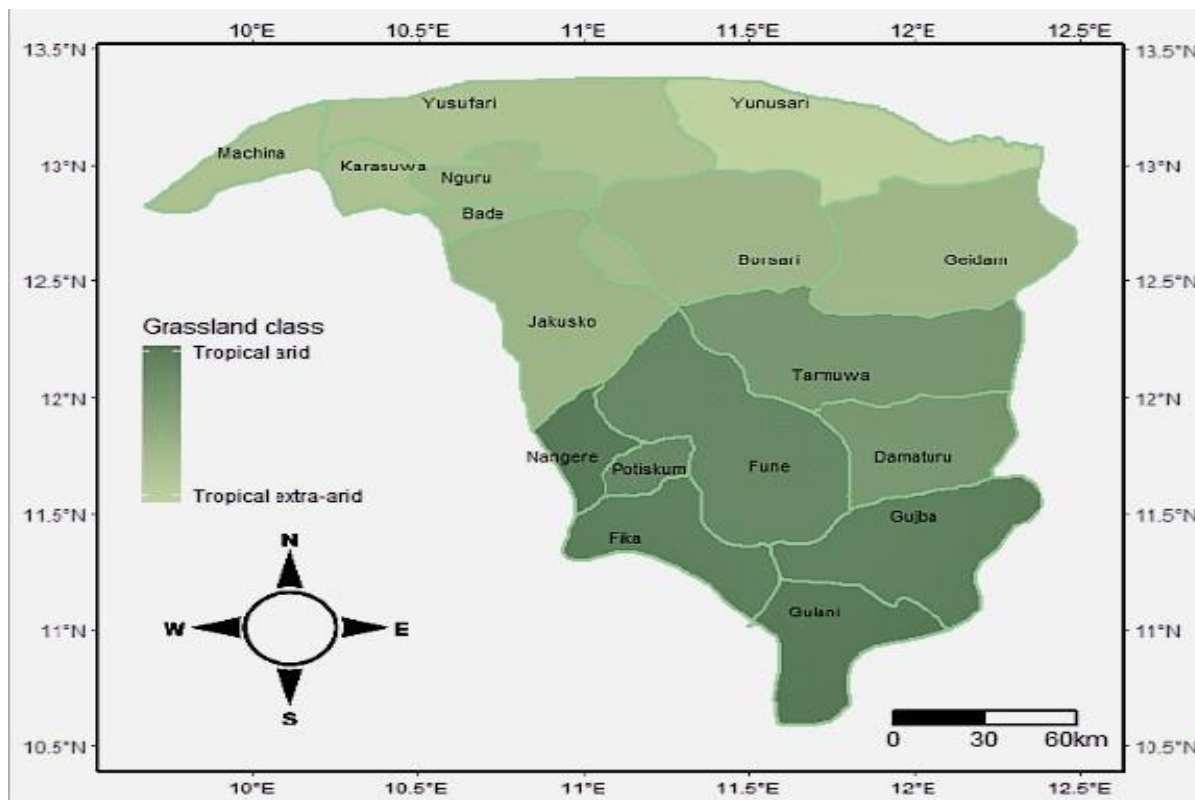 10°E 10.5°E 11°E 11.5°E 12°E 12.5°E
13.5°N 13.5°N
Yusufari Yunusari
Machina
Karasuwa
13°N 13°N
Nguru
Bade
Borsari Geidam
12.5°N 12.5°N
Jakusko
Grassland class
Tropical arid
Tarmuwa
12°N 12°N
Nangere Potiskum Fune Damaturu
Tropical extra-arid
11.5°N 11.5°N
Gujba
Fika
N
Gulani
W E
11°N 11°N
S
0 30 60km
10.5°N 10.5°N
10°E 10.5°E 11°E 11.5°E 12°E 12.5°E